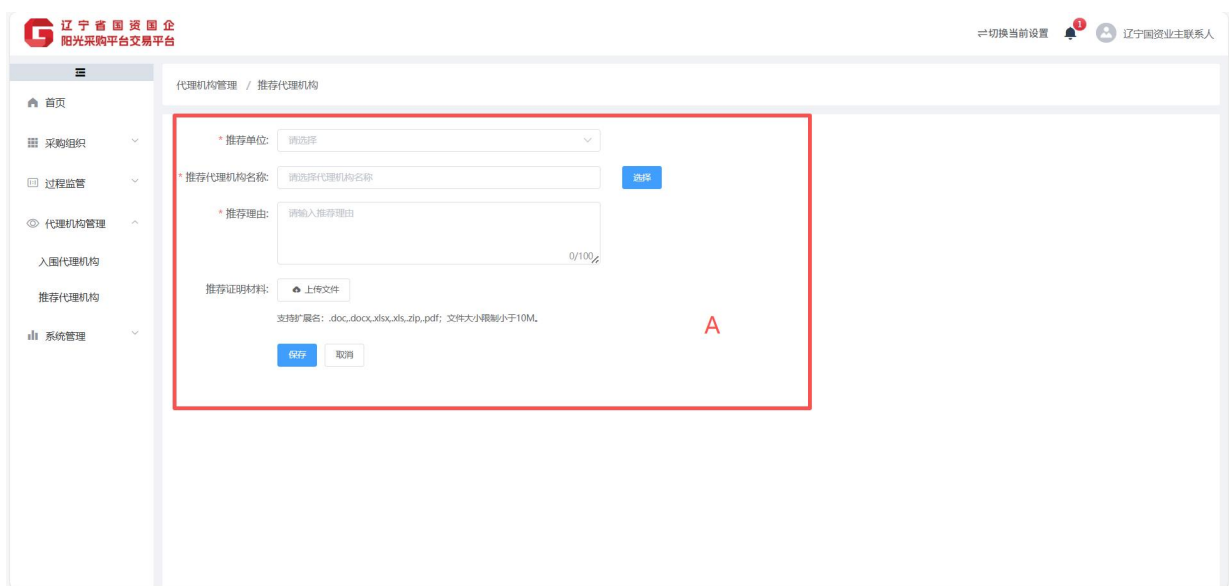 辽宁省国资国企
阳光采购平台交易平台
⇌切换当前设置
1
辽宁国资业主联系人
首页
采购组织
过程监管
代理机构管理
入围代理机构
推荐代理机构
系统管理
代理机构管理 / 推荐代理机构
* 推荐单位: 请选择
* 推荐代理机构名称: 请选择代理机构名称 选择
* 推荐理由: 请输入推荐理由
0/100
推荐证明材料: 上传文件
支持扩展名：.doc,.docx,.xlsx,.xls,.zip,.pdf；文件大小限制小于10M。
A
保存 取消